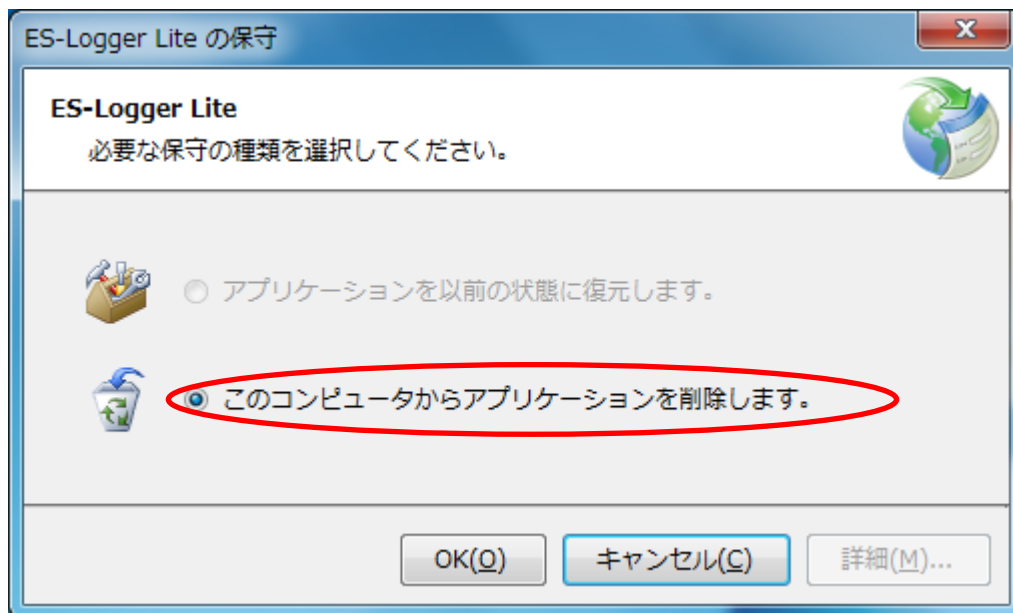 ES-Logger Lite の保守
ES-Logger Lite
必要な保守の種類を選択してください。
アプリケーションを以前の状態に復元します。
このコンピュータからアプリケーションを削除します。
OK(O) キャンセル(C) 詳細(M)...